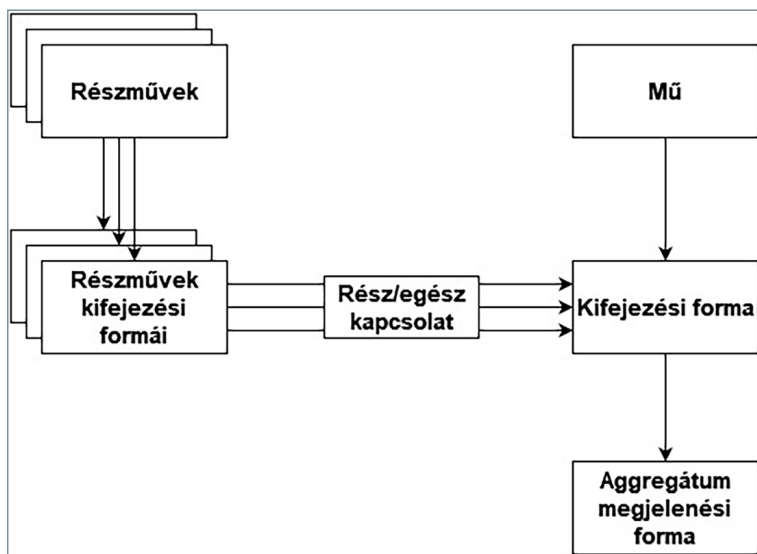 Részművek
Mű
Részművek
kifejezési
formái
Rész/egész
kapcsolat
Kifejezési forma
Aggregátum
megjelenési
forma